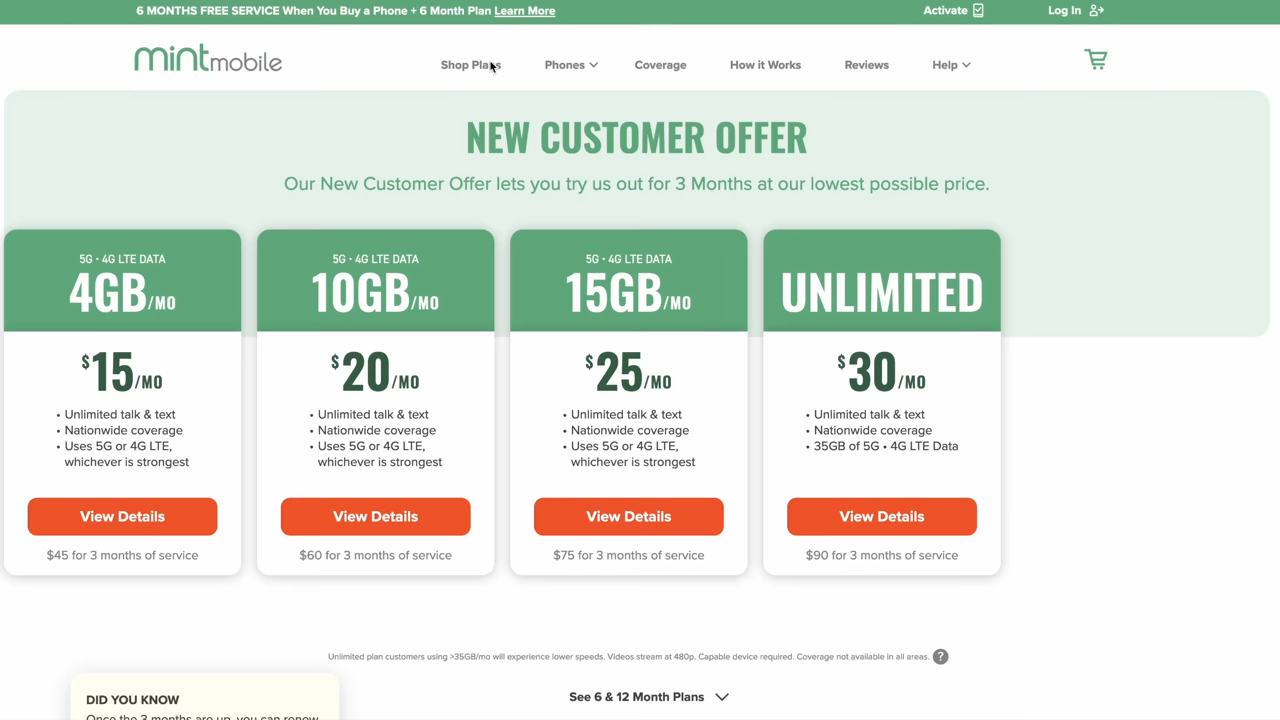 6 MONTHS FREE SERVICE When You Buy a Phone + 6 Month Plan Learn More
Activate
Log In
mintmobile
Shop Plans
Phones
Coverage
How it Works
Reviews
Help
NEW CUSTOMER OFFER
Our New Customer Offer lets you try us out for 3 Months at our lowest possible price.
5G • 4G LTE DATA
4GB/MO
$15/MO
• Unlimited talk & text
• Nationwide coverage
• Uses 5G or 4G LTE,
whichever is strongest
View Details
$45 for 3 months of service
5G • 4G LTE DATA
10GB/MO
$20/MO
• Unlimited talk & text
• Nationwide coverage
• Uses 5G or 4G LTE,
whichever is strongest
View Details
$60 for 3 months of service
5G • 4G LTE DATA
15GB/MO
$25/MO
• Unlimited talk & text
• Nationwide coverage
• Uses 5G or 4G LTE,
whichever is strongest
View Details
$75 for 3 months of service
UNLIMITED
$30/MO
• Unlimited talk & text
• Nationwide coverage
• 35GB of 5G • 4G LTE Data
View Details
$90 for 3 months of service
Unlimited plan customers using >35GB/mo will experience lower speeds. Videos stream at 480p. Capable device required. Coverage not available in all areas. ?
See 6 & 12 Month Plans
DID YOU KNOW
Once the 3 months are up, you can renew